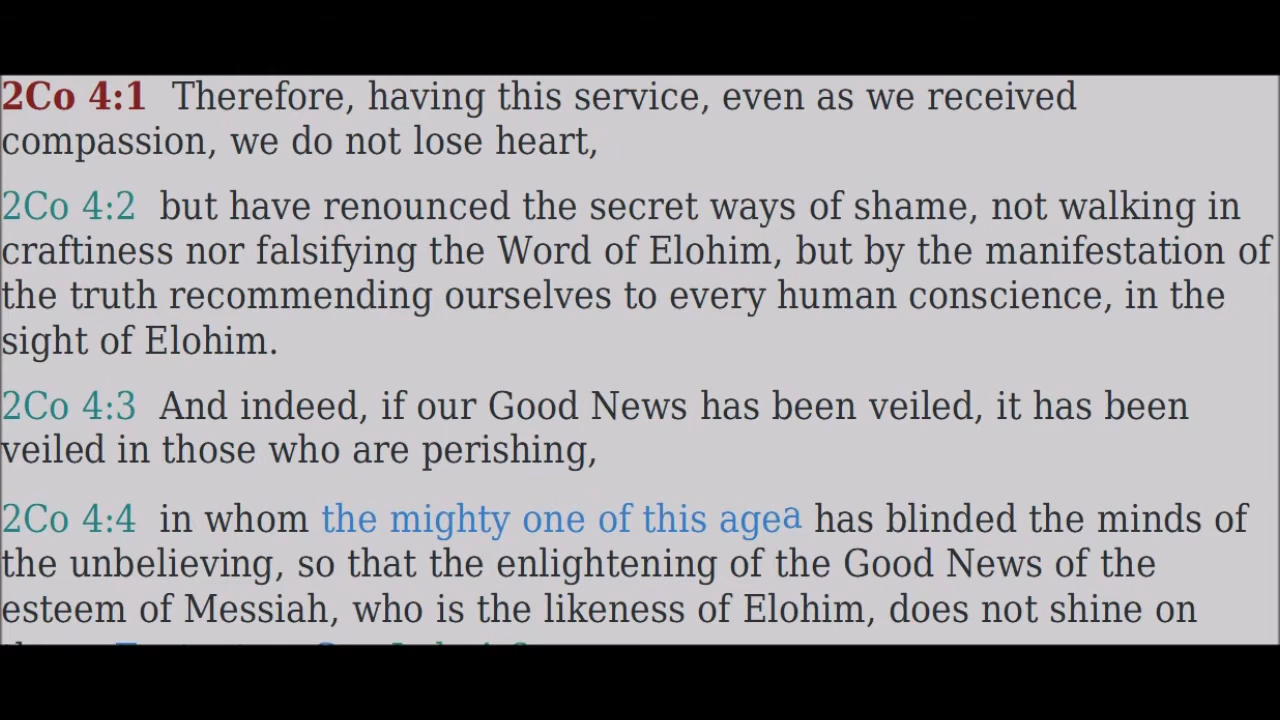 2Co 4:1 Therefore, having this service, even as we received
compassion, we do not lose heart,
2Co 4:2 but have renounced the secret ways of shame, not walking in
craftiness nor falsifying the Word of Elohim, but by the manifestation of
the truth recommending ourselves to every human conscience, in the
sight of Elohim.
2Co 4:3 And indeed, if our Good News has been veiled, it has been
veiled in those who are perishing,
2Co 4:4 in whom the mighty one of this agea has blinded the minds of
the unbelieving, so that the enlightening of the Good News of the
esteem of Messiah, who is the likeness of Elohim, does not shine on